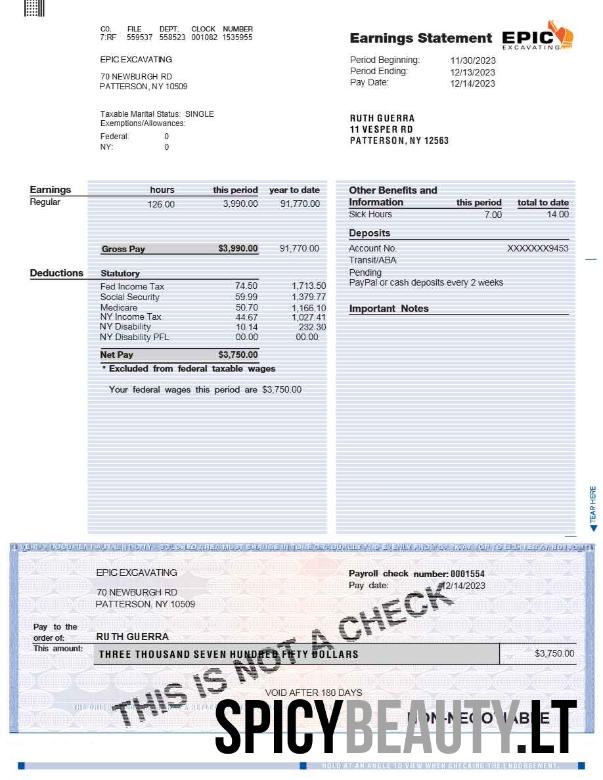 CO. FILE DEPT. CLOCK NUMBER
7:RF 559537 558523 001082 1535955
Earnings Statement
EPIC
EXCAVATING
EPIC EXCAVATING
70 NEWBURGH RD
PATTERSON, NY 10509
Period Beginning: 11/30/2023
Period Ending: 12/13/2023
Pay Date: 12/14/2023
Taxable Marital Status: SINGLE
Exemptions/Allowances:
Federal: 0
NY: 0
RUTH GUERRA
11 VESPER RD
PATTERSON, NY 12563
Earnings hours this period year to date
Regular 126.00 3,990.00 91,770.00
Gross Pay $3,990.00 91,770.00
Deductions Statutory
Fed Income Tax 74.50 1,713.50
Social Security 59.99 1,379.77
Medicare 50.70 1,166.10
NY Income Tax 44.67 1,027.41
NY Disability 10.14 232.30
NY Disability PFL 00.00 00.00
Net Pay $3,750.00
* Excluded from federal taxable wages
Your federal wages this period are $3,750.00
Other Benefits and
Information this period total to date
Sick Hours 7.00 14.00
Deposits
Account No. XXXXXXX9453
Transit/ABA
Pending
PayPal or cash deposits every 2 weeks
Important Notes
TEAR HERE
EPIC EXCAVATING
70 NEWBURGH RD
PATTERSON, NY 10509
Payroll check number: 0001554
Pay date: 12/14/2023
Pay to the
order of: RUTH GUERRA
This amount: THREE THOUSAND SEVEN HUNDRED FIFTY DOLLARS $3,750.00
THIS IS NOT A CHECK
VOID AFTER 180 DAYS
NON-NEGOTIABLE
SPICYBEAUTY.LT
HOLD AT AN ANGLE TO VIEW WHEN CHECKING THE ENDORSEMENT.